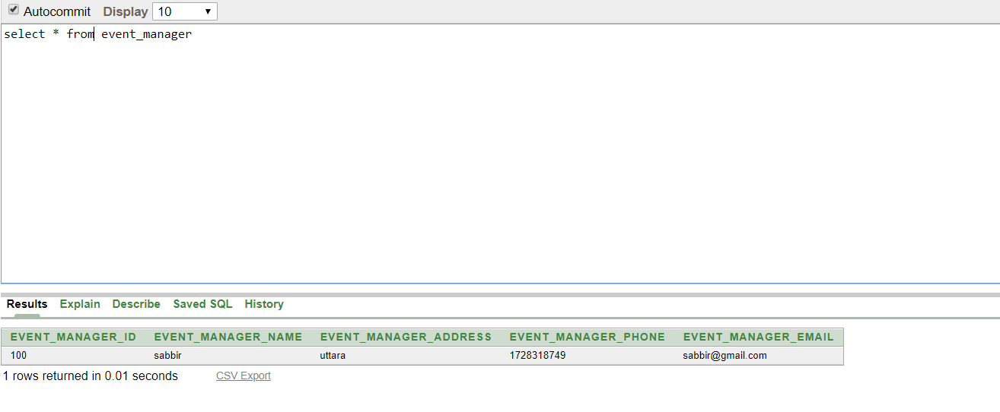 Autocommit Display 10
select * from event_manager
Results Explain Describe Saved SQL History
EVENT_MANAGER_ID EVENT_MANAGER_NAME EVENT_MANAGER_ADDRESS EVENT_MANAGER_PHONE EVENT_MANAGER_EMAIL
100 sabbir uttara 1728318749 sabbir@gmail.com
1 rows returned in 0.01 seconds CSV Export